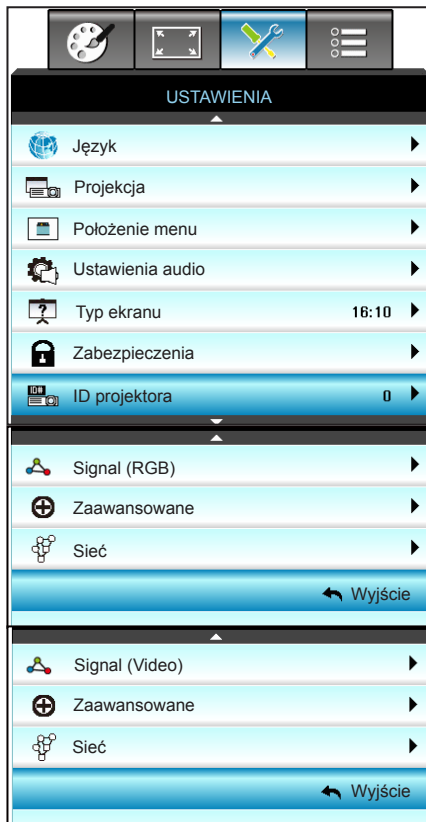 USTAWIENIA
Język
Projekcja
Położenie menu
Ustawienia audio
Typ ekranu 16:10
Zabezpieczenia
ID projektora 0
Signal (RGB)
Zaawansowane
Sieć
Wyjście
Signal (Video)
Zaawansowane
Sieć
Wyjście